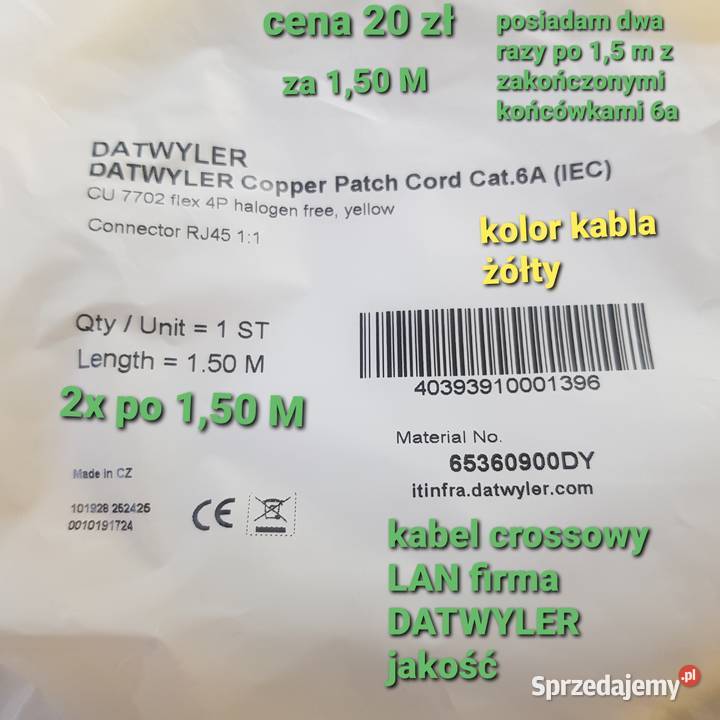 cena 20 zł
za 1,50 M
posiadam dwa
razy po 1,5 m z
zakończonymi
końcówkami 6a
DATWYLER
DATWYLER Copper Patch Cord Cat.6A (IEC)
CU 7702 flex 4P halogen free, yellow
Connector RJ45 1:1
kolor kabla
żółty
Qty / Unit = 1 ST
Length = 1.50 M
2x po 1,50 M
40393910001396
Material No.
65360900DY
itinfra.datwyler.com
Made in CZ
101928 252426
0010191724
CE
kabel crossowy
LAN firma
DATWYLER
jakość
Sprzedajemy.pl